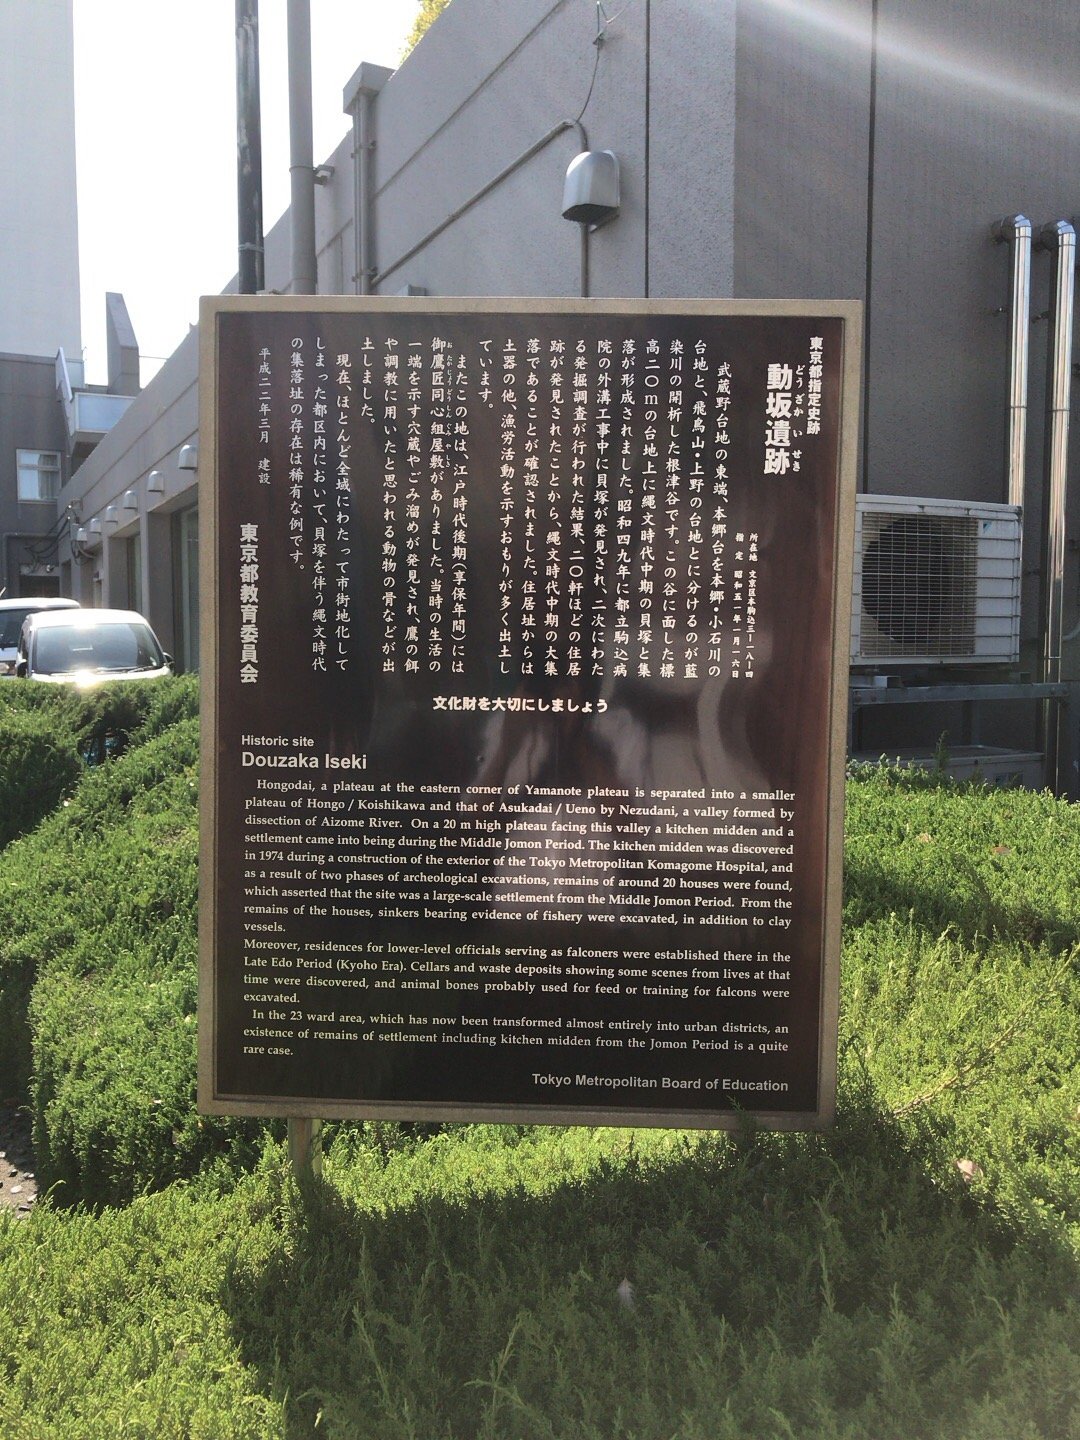 東京都指定史跡
動坂遺跡
どうざかいせき
所在地 文京区本駒込三-一八-四
指定 昭和五一年一月一六日
武蔵野台地の東端、本郷台を本郷・小石川の
台地と、飛鳥山・上野の台地とに分けるのが藍
染川の開析した根津谷です。この谷に面した標
高二〇mの台地上に縄文時代中期の貝塚と集
落が形成されました。昭和四九年に都立駒込病
院の外溝工事中に貝塚が発見され、二次にわた
る発掘調査が行われた結果、二〇軒ほどの住居
跡が発見されたことから、縄文時代中期の大集
落であることが確認されました。住居址からは
土器の他、漁労活動を示すおもりが多く出土し
ています。
またこの地は、江戸時代後期(享保年間)には
御鷹匠同心組屋敷がありました。当時の生活の
おたかじょうどうしんぐみやしき
一端を示す穴蔵やごみ溜めが発見され、鷹の餌
や調教に用いたと思われる動物の骨などが出
土しました。
現在、ほとんど全域にわたって市街地化して
しまった都区内において、貝塚を伴う縄文時代
の集落址の存在は稀有な例です。
平成二二年三月 建設
東京都教育委員会
文化財を大切にしましょう
Historic site
Douzaka Iseki
Hongodai, a plateau at the eastern corner of Yamanote plateau is separated into a smaller
plateau of Hongo / Koishikawa and that of Asukadai / Ueno by Nezudani, a valley formed by
dissection of Aizome River. On a 20 m high plateau facing this valley a kitchen midden and a
settlement came into being during the Middle Jomon Period. The kitchen midden was discovered
in 1974 during a construction of the exterior of the Tokyo Metropolitan Komagome Hospital, and
as a result of two phases of archeological excavations, remains of around 20 houses were found,
which asserted that the site was a large-scale settlement from the Middle Jomon Period. From the
remains of the houses, sinkers bearing evidence of fishery were excavated, in addition to clay
vessels.
Moreover, residences for lower-level officials serving as falconers were established there in the
Late Edo Period (Kyoho Era). Cellars and waste deposits showing some scenes from lives at that
time were discovered, and animal bones probably used for feed or training for falcons were
excavated.
In the 23 ward area, which has now been transformed almost entirely into urban districts, an
existence of remains of settlement including kitchen midden from the Jomon Period is a quite
rare case.
Tokyo Metropolitan Board of Education